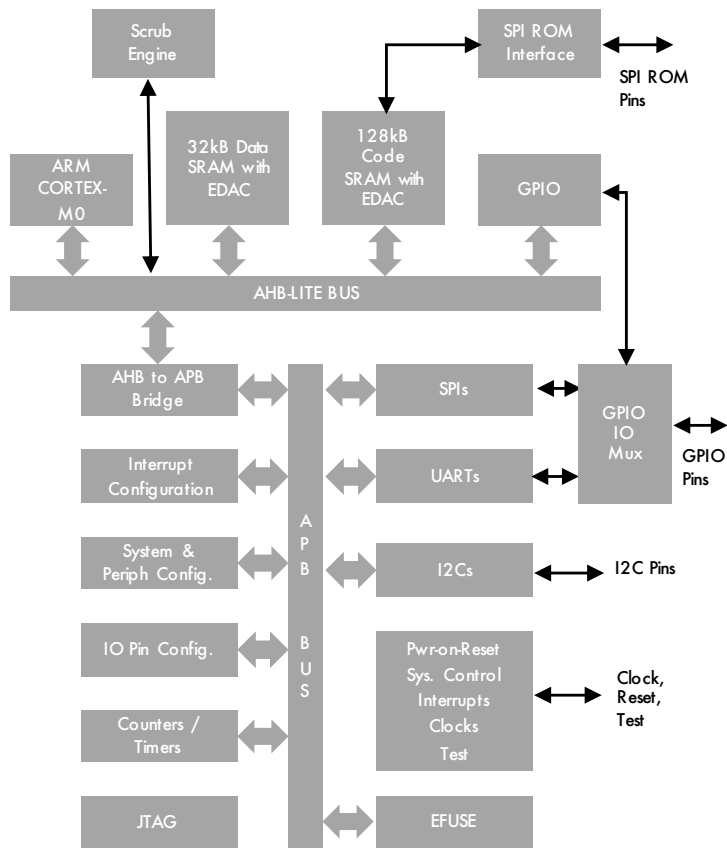 Scrub
Engine
SPI ROM
Interface
SPI ROM
Pins
ARM
CORTEX-
M0
32kB Data
SRAM with
EDAC
128kB
Code
SRAM with
EDAC
GPIO
AHB-LITE BUS
AHB to APB
Bridge
SPIs
GPIO
IO
Mux
GPIO
Pins
Interrupt
Configuration
UARTs
A
P
B
B
U
S
System &
Periph Config.
I2Cs
I2C Pins
IO Pin Config.
Pwr-on-Reset
Sys. Control
Interrupts
Clocks
Test
Clock,
Reset,
Test
Counters /
Timers
JTAG
EFUSE